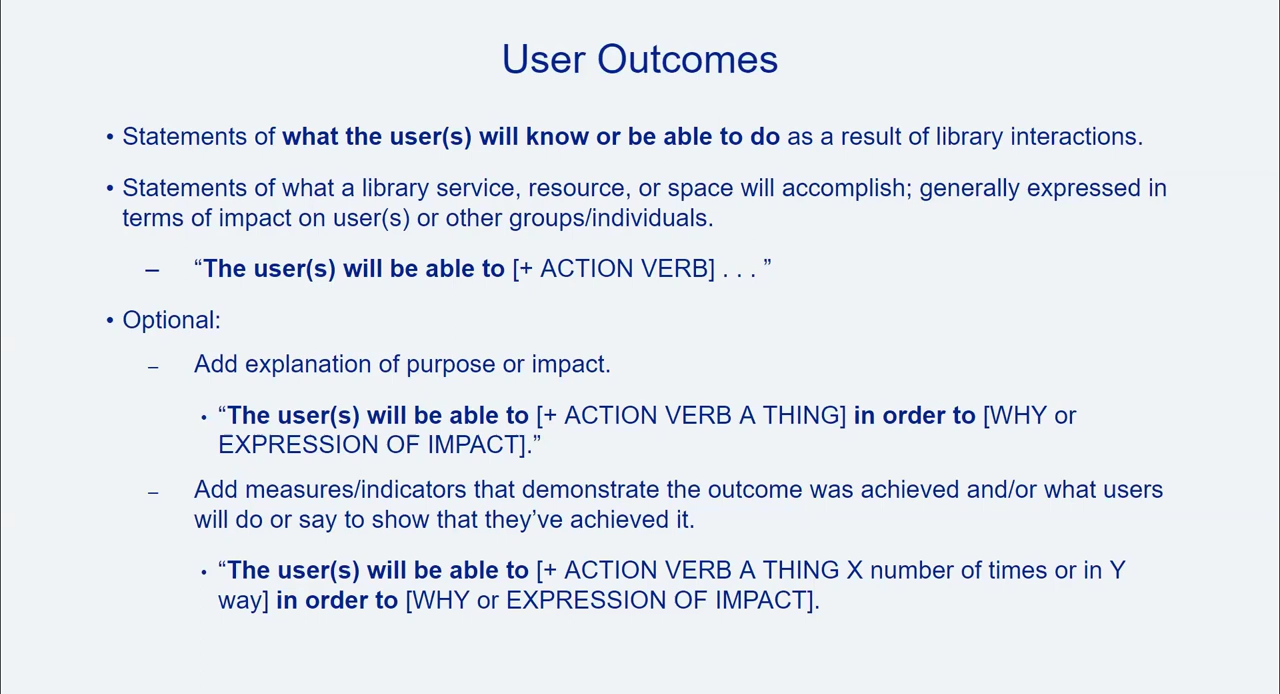 User Outcomes
• Statements of what the user(s) will know or be able to do as a result of library interactions.
• Statements of what a library service, resource, or space will accomplish; generally expressed in
terms of impact on user(s) or other groups/individuals.
– “The user(s) will be able to [+ ACTION VERB] . . . ”
• Optional:
– Add explanation of purpose or impact.
• “The user(s) will be able to [+ ACTION VERB A THING] in order to [WHY or
EXPRESSION OF IMPACT].”
– Add measures/indicators that demonstrate the outcome was achieved and/or what users
will do or say to show that they’ve achieved it.
• “The user(s) will be able to [+ ACTION VERB A THING X number of times or in Y
way] in order to [WHY or EXPRESSION OF IMPACT].